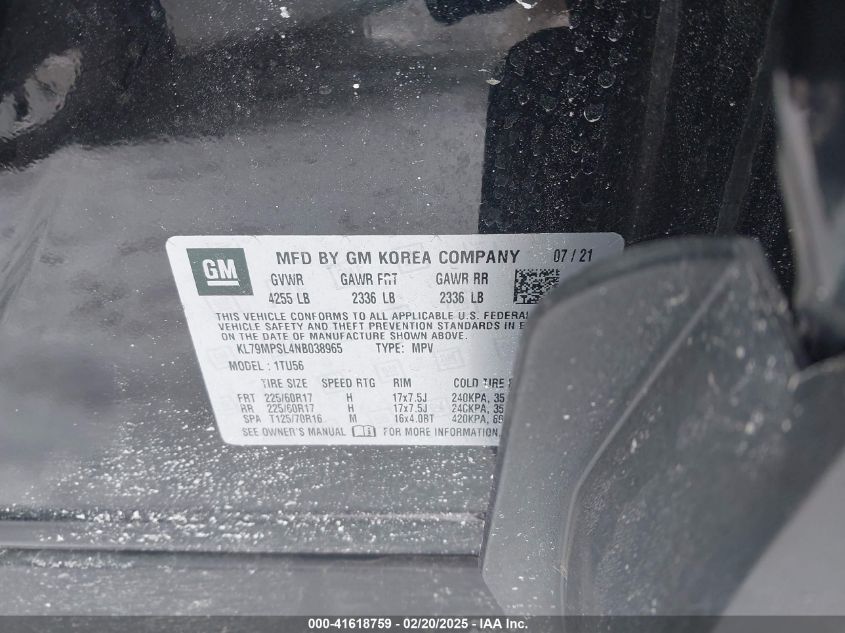 GM
MFD BY GM KOREA COMPANY 07 / 21
GVWR GAWR FRT GAWR RR
4255 LB 2336 LB 2336 LB
THIS VEHICLE CONFORMS TO ALL APPLICABLE U.S. FEDERAL
VEHICLE SAFETY AND THEFT PREVENTION STANDARDS IN
ON THE DATE OF MANUFACTURE SHOWN ABOVE.
KL79MPSL4NB038965 TYPE: MPV
MODEL : 1TU56
TIRE SIZE SPEED RTG RIM COLD TIRE
FRT 225/60R17 H 17x7.5J 240KPA, 35
RR 225/60R17 H 17x7.5J 240KPA, 35
SPA T125/70R16 M 16x4.0BT 420KPA,
SEE OWNER'S MANUAL FOR MORE INFORMATION.
000-41618759 - 02/20/2025 - IAA Inc.